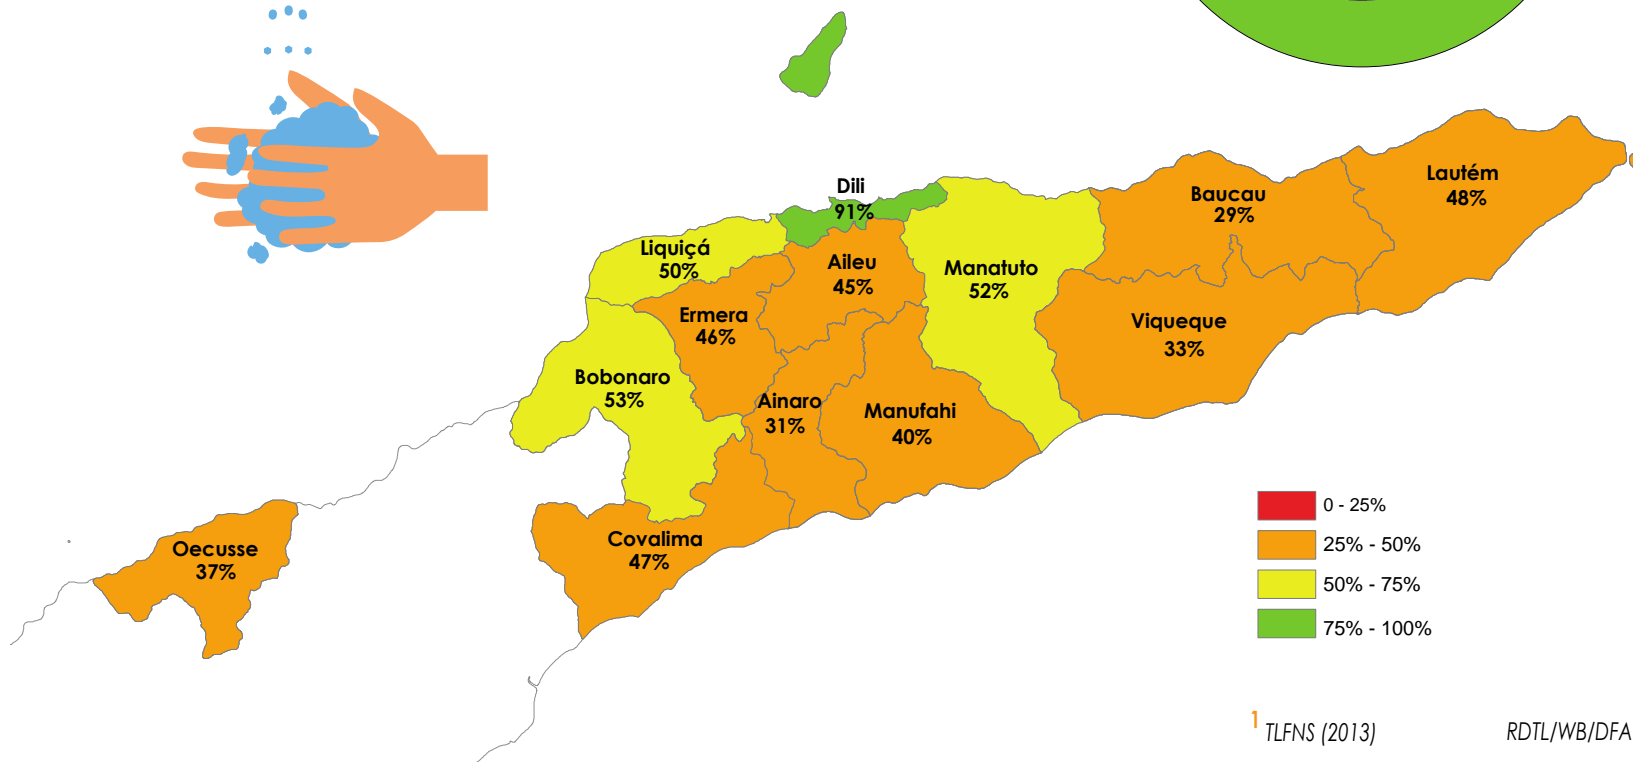 Dili
91%
Liquiçá
50%
Aileu
45%
Manatuto
52%
Baucau
29%
Lautém
48%
Ermera
46%
Viqueque
33%
Bobonaro
53%
Ainaro
31%
Manufahi
40%
Covalima
47%
Oecusse
37%
0 - 25%
25% - 50%
50% - 75%
75% - 100%
1 TLFNS (2013)
RDTL/WB/DFA